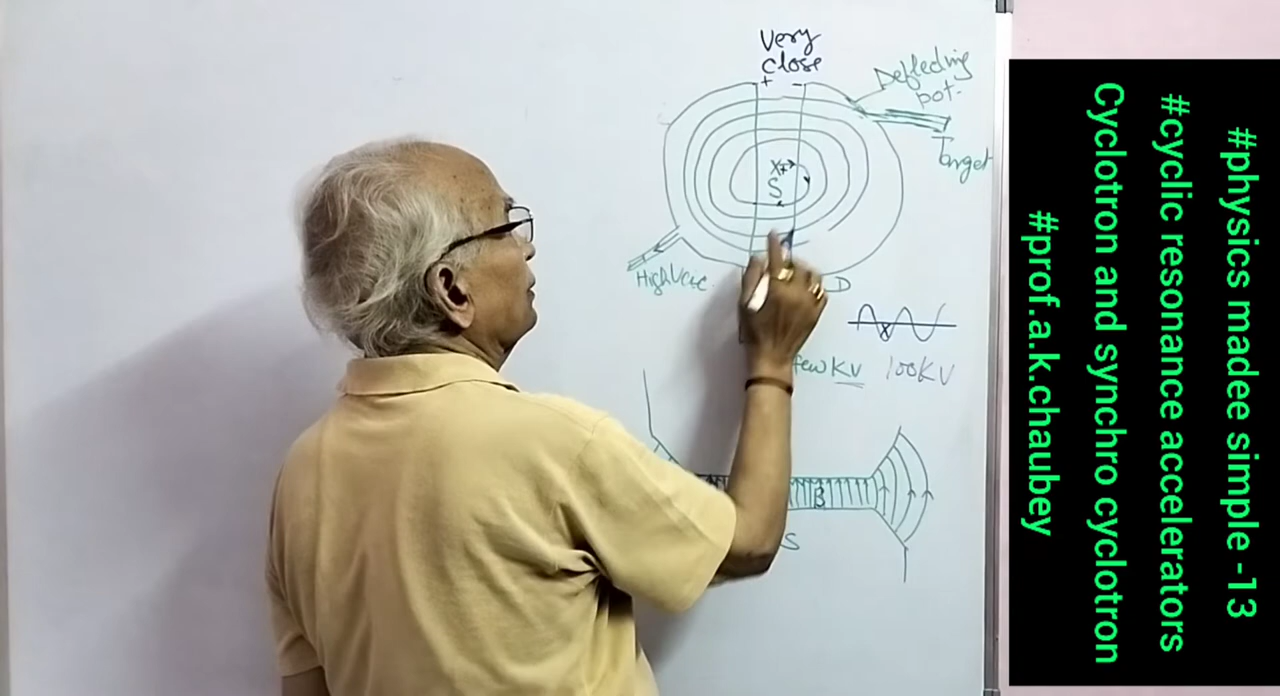 Very
close
+ -
Deflecting
pot.
Target
X+
S
High Vac.
D
few KV 100KV
B
S
#physics madee simple -13
#cyclic resonance accelerators
Cyclotron and synchro cyclotron
#prof.a.k.chaubey